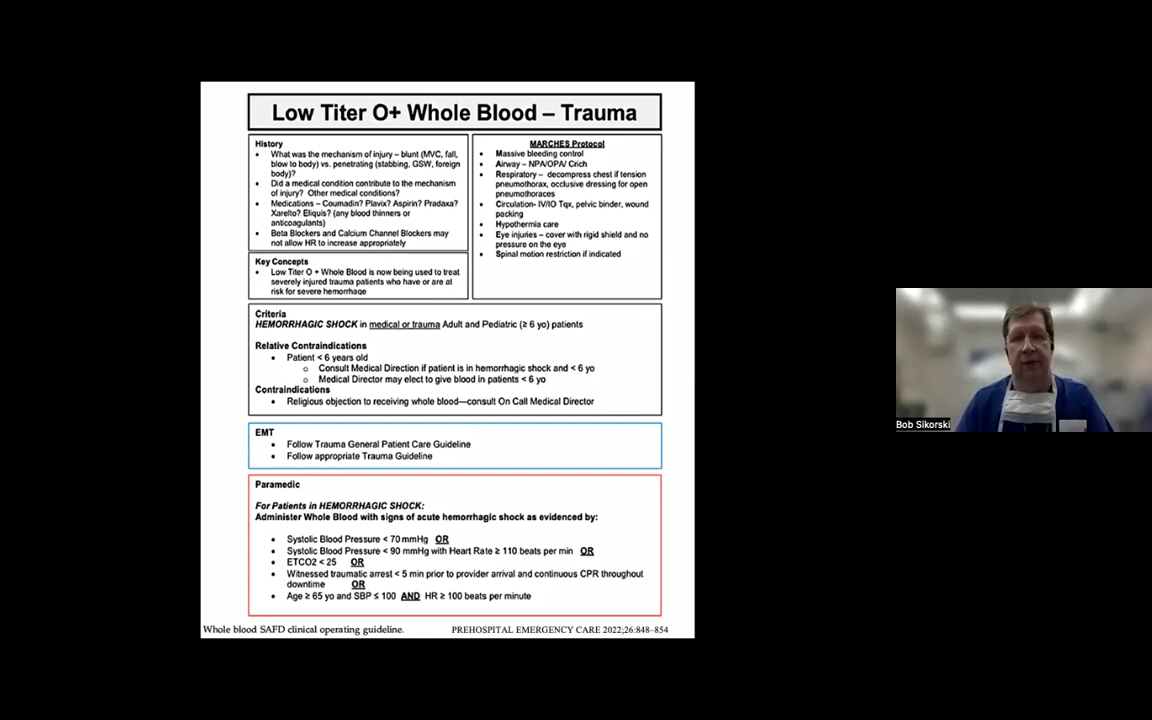 Low Titer O+ Whole Blood – Trauma
History
• What was the mechanism of injury – blunt (MVC, fall,
blow to body) vs. penetrating (stabbing, GSW, foreign
body)?
• Did a medical condition contribute to the mechanism
of injury? Other medical conditions?
• Medications – Coumadin? Plavix? Aspirin? Pradaxa?
Xarelto? Eliquis? (any blood thinners or
anticoagulants)
• Beta Blockers and Calcium Channel Blockers may
not allow HR to increase appropriately
Key Concepts
• Low Titer O + Whole Blood is now being used to treat
severely injured trauma patients who have or are at
risk for severe hemorrhage
MARCHES Protocol
• Massive bleeding control
• Airway – NPA/OPA/ Crich
• Respiratory – decompress chest if tension
pneumothorax, occlusive dressing for open
pneumothoraces
• Circulation- IV/IO Tqx, pelvic binder, wound
packing
• Hypothermia care
• Eye injuries – cover with rigid shield and no
pressure on the eye
• Spinal motion restriction if indicated
Criteria
HEMORRHAGIC SHOCK in medical or trauma Adult and Pediatric (≥ 6 yo) patients
Relative Contraindications
• Patient < 6 years old
o Consult Medical Direction if patient is in hemorrhagic shock and < 6 yo
o Medical Director may elect to give blood in patients < 6 yo
Contraindications
• Religious objection to receiving whole blood—consult On Call Medical Director
EMT
• Follow Trauma General Patient Care Guideline
• Follow appropriate Trauma Guideline
Paramedic
For Patients in HEMORRHAGIC SHOCK:
Administer Whole Blood with signs of acute hemorrhagic shock as evidenced by:
• Systolic Blood Pressure < 70 mmHg OR
• Systolic Blood Pressure < 90 mmHg with Heart Rate ≥ 110 beats per min OR
• ETCO2 < 25 OR
• Witnessed traumatic arrest < 5 min prior to provider arrival and continuous CPR throughout
downtime OR
• Age ≥ 65 yo and SBP ≤ 100 AND HR ≥ 100 beats per minute
Whole blood SAFD clinical operating guideline. PREHOSPITAL EMERGENCY CARE 2022;26:848–854
Bob Sikorski